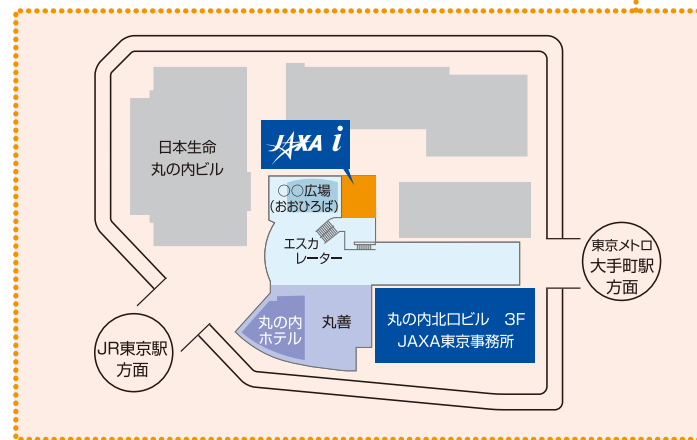 日本生命
丸の内ビル
JAXA i
○○広場
(おおひろば)
エスカ
レーター
東京メトロ
大手町駅
方面
丸の内
ホテル
丸善
丸の内北口ビル 3F
JAXA東京事務所
JR東京駅
方面